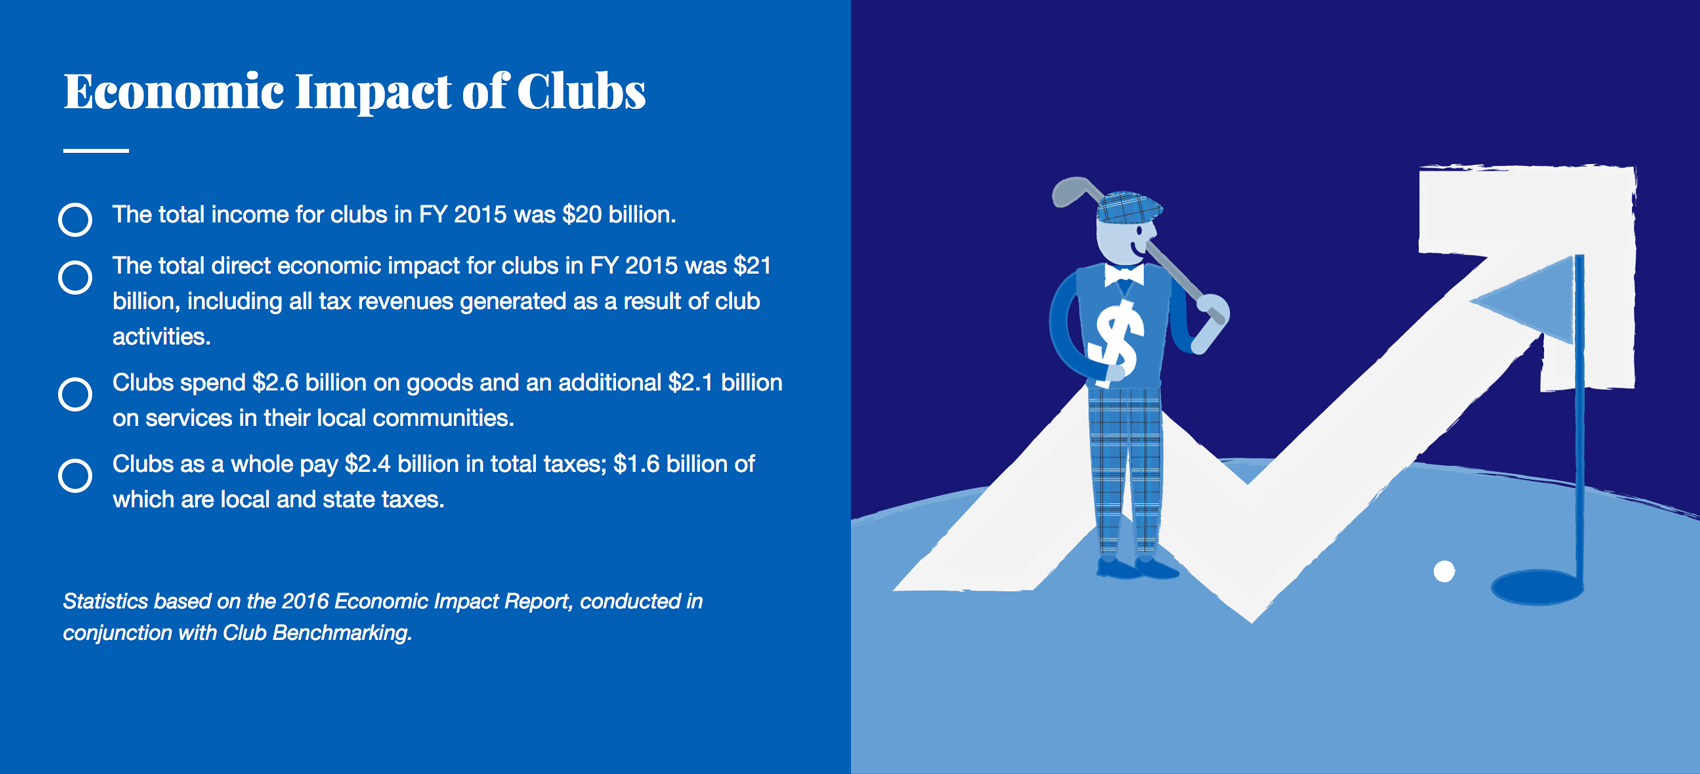 Economic Impact of Clubs
The total income for clubs in FY 2015 was $20 billion.
The total direct economic impact for clubs in FY 2015 was $21
billion, including all tax revenues generated as a result of club
activities.
Clubs spend $2.6 billion on goods and an additional $2.1 billion
on services in their local communities.
Clubs as a whole pay $2.4 billion in total taxes; $1.6 billion of
which are local and state taxes.
Statistics based on the 2016 Economic Impact Report, conducted in
conjunction with Club Benchmarking.
$